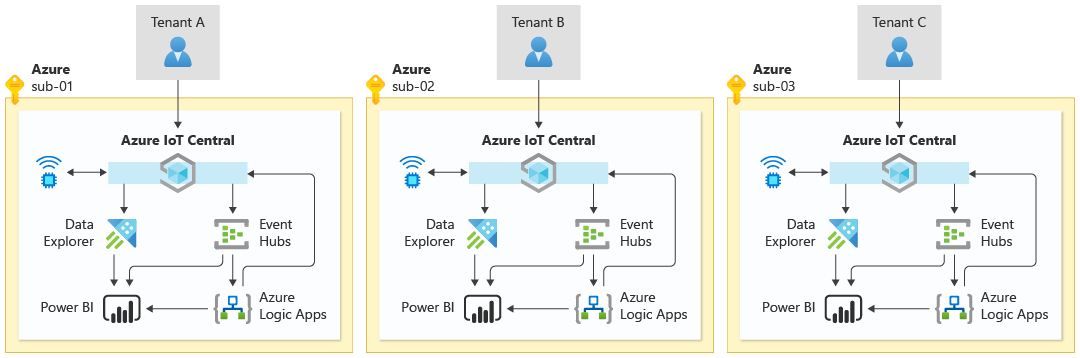 Tenant A
Azure
sub-01
Azure IoT Central
Data
Explorer
Event
Hubs
Power BI
Azure
Logic Apps
Tenant B
Azure
sub-02
Azure IoT Central
Data
Explorer
Event
Hubs
Power BI
Azure
Logic Apps
Tenant C
Azure
sub-03
Azure IoT Central
Data
Explorer
Event
Hubs
Power BI
Azure
Logic Apps